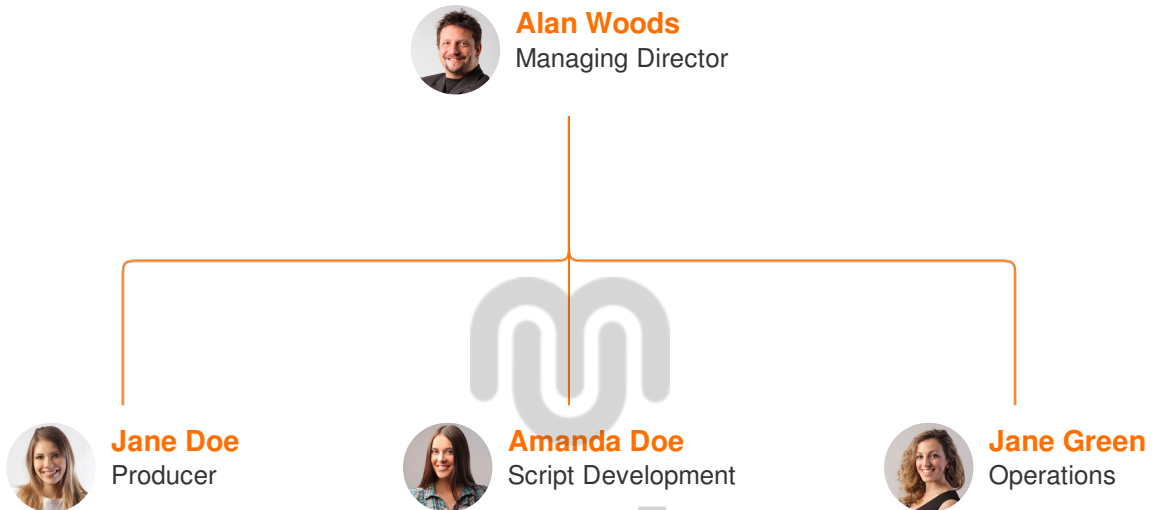 Alan Woods
Managing Director
Jane Doe
Producer
Amanda Doe
Script Development
Jane Green
Operations